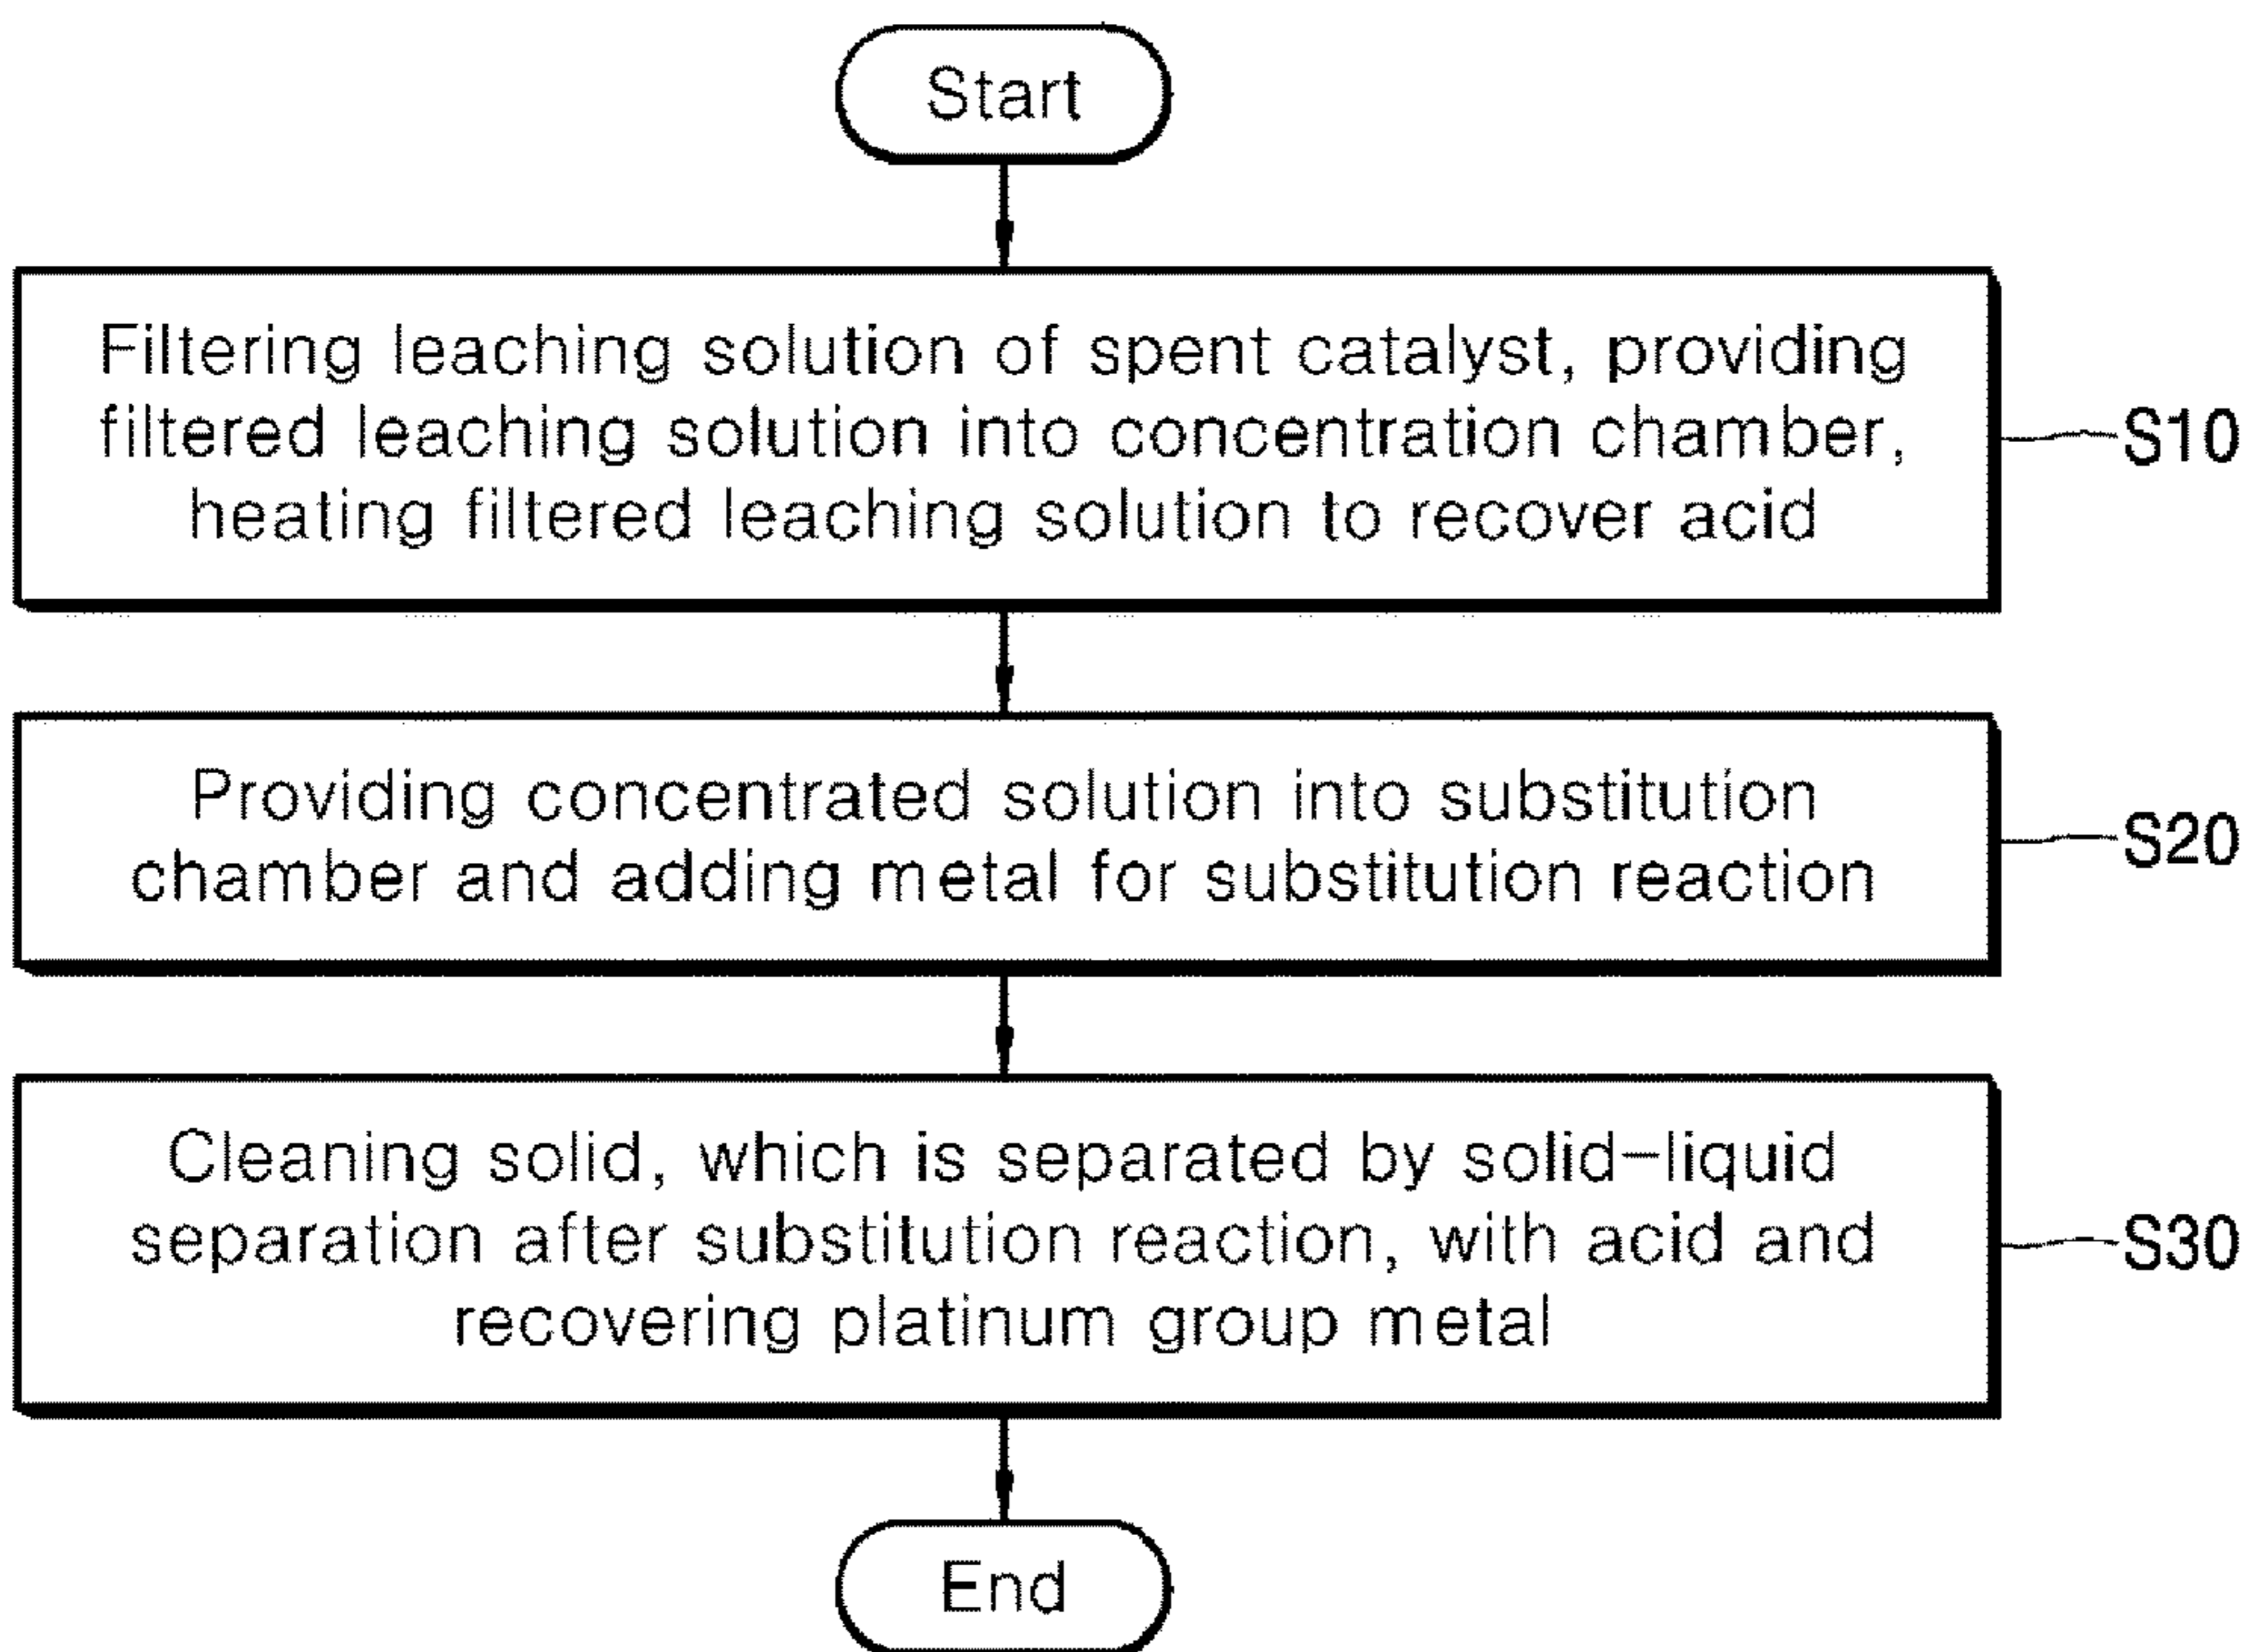 Start
Filtering leaching solution of spent catalyst, providing
filtered leaching solution into concentration chamber,
heating filtered leaching solution to recover acid
S10
Providing concentrated solution into substitution
chamber and adding metal for substitution reaction
S20
Cleaning solid, which is separated by solid-liquid
separation after substitution reaction, with acid and
recovering platinum group metal
S30
End